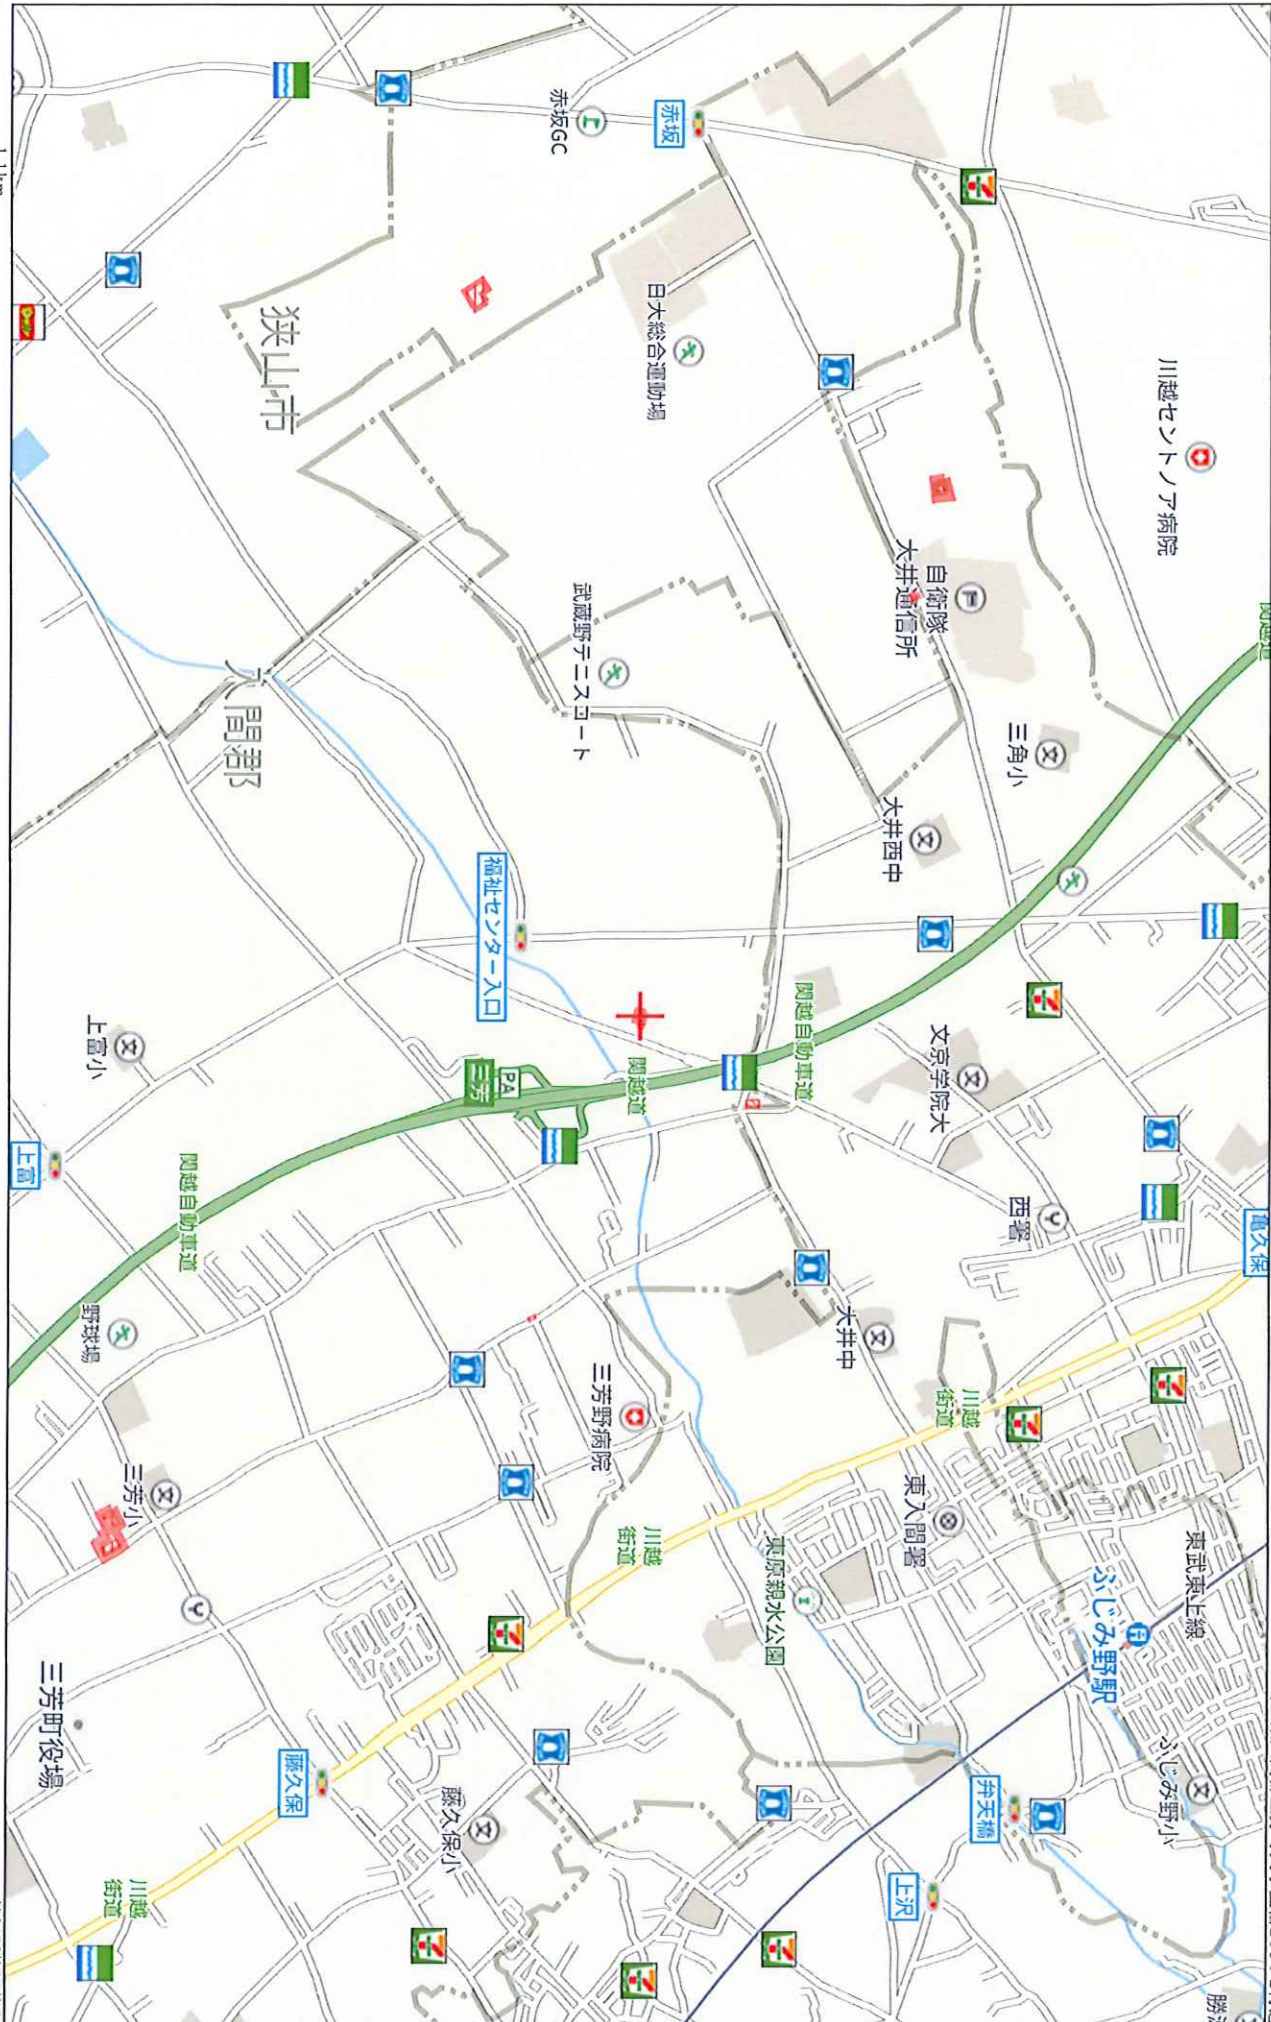 赤坂GC
赤坂
川越セントノア病院
日大総合運動場
狭山市
自衛隊
大井通信所
関越道
武蔵野テニスコート
三角小
入間郡
大井西中
福祉センター入口
関越自動車道
文京学院大
上富小
PA
三芳
関越道
上富
関越自動車道
西署
亀久保
野球場
大井中
三芳野病院
川越
街道
三芳小
東入間署
川越
街道
東原親水公園
東武東上線
ふじみ野駅
三芳町役場
藤久保
藤久保小
弁天橋
ふじみ野小
上沢
川越
街道